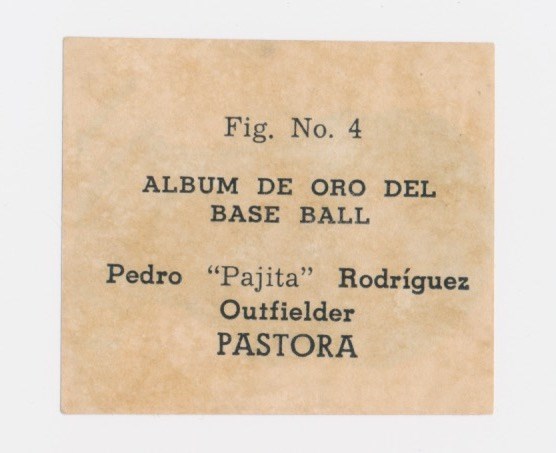 Fig. No. 4
ALBUM DE ORO DEL
BASE BALL
Pedro "Pajita" Rodríguez
Outfielder
PASTORA